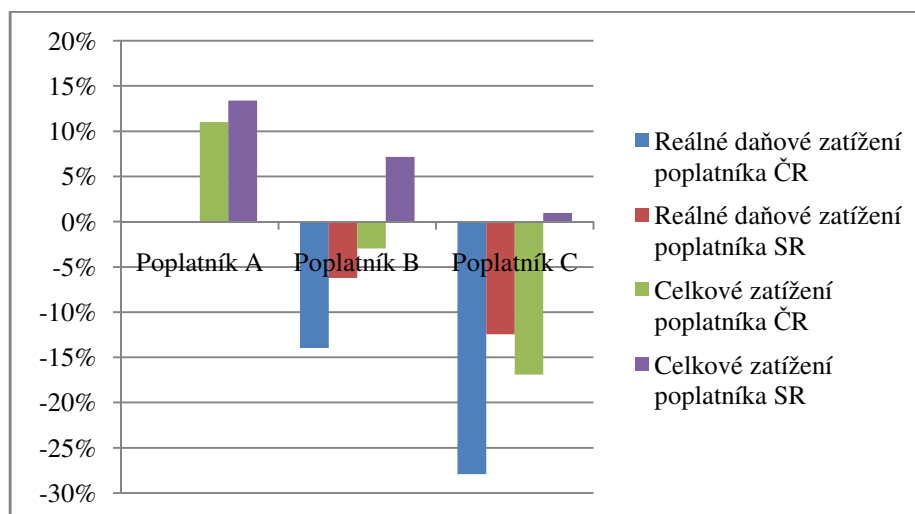 20%
15%
10%
5%
0%
-5%
-10%
-15%
-20%
-25%
-30%
Poplatník A
Poplatník B
Poplatník C
Reálné daňové zatížení
poplatníka ČR
Reálné daňové zatížení
poplatníka SR
Celkové zatížení
poplatníka ČR
Celkové zatížení
poplatníka SR